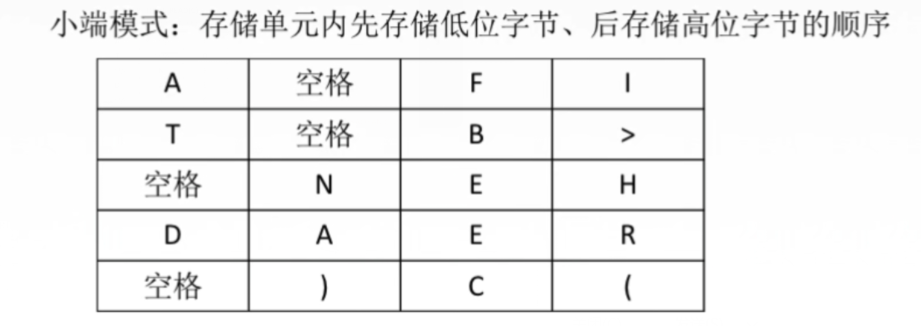 小端模式：存储单元内先存储低位字节、后存储高位字节的顺序
A 空格 F I
T 空格 B >
空格 N E H
D A E R
空格 ) C (